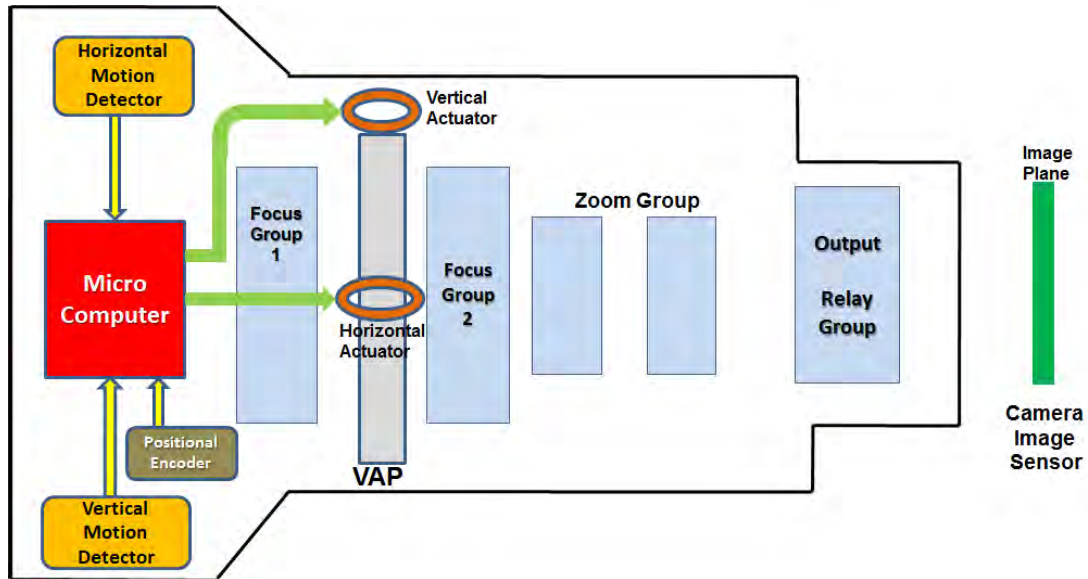 Horizontal
Motion
Detector
Micro
Computer
Positional
Encoder
Vertical
Motion
Detector
Focus
Group
1
Vertical
Actuator
Horizontal
Actuator
VAP
Focus
Group
2
Zoom Group
Output
Relay
Group
Image
Plane
Camera
Image
Sensor